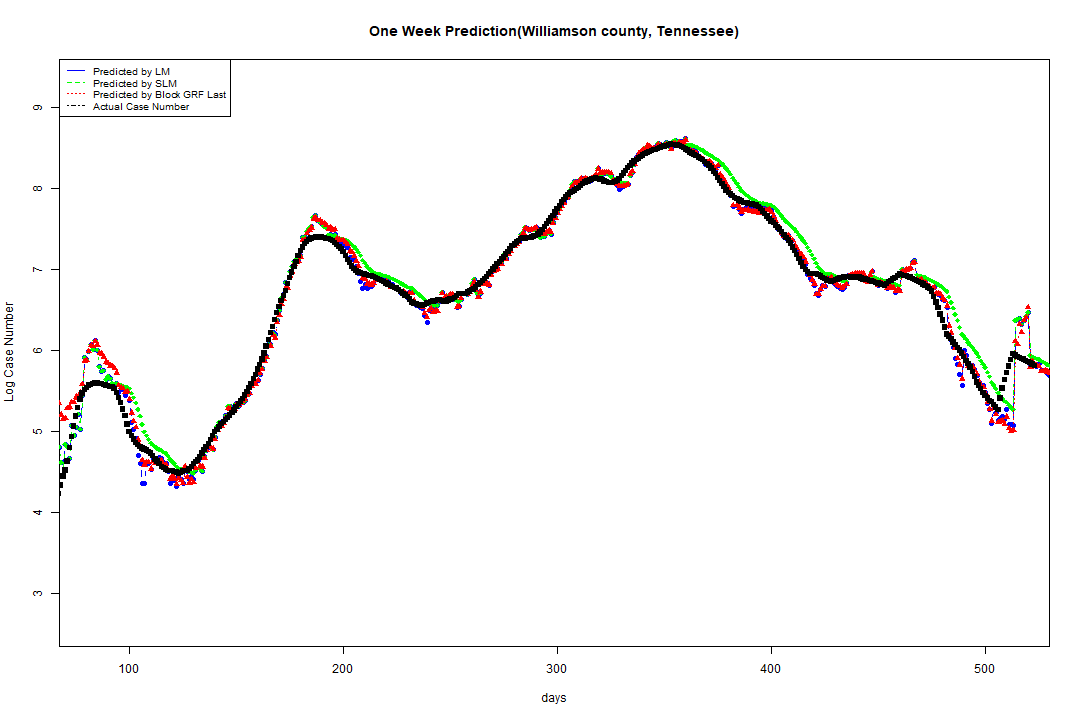 One Week Prediction(Williamson county, Tennessee)
Predicted by LM
Predicted by SLM
Predicted by Block GRF Last
Actual Case Number
9
8
7
6
5
4
3
Log Case Number
100 200 300 400 500
days